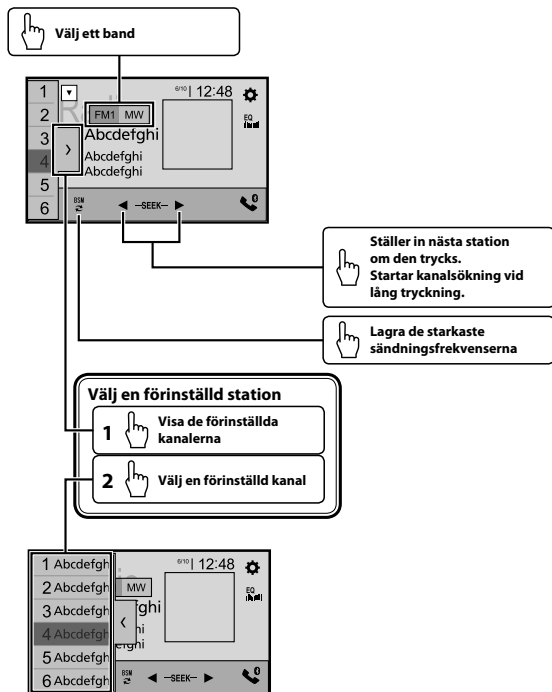 Välj ett band
1
2
3
4
5
6
6/10 | 12:48
EQ
FM1 MW
Abcdefghi
Abcdefghi
Abcdefghi
BSM
SEEK
Ställer in nästa station
om den trycks.
Startar kanalsökning vid
lång tryckning.
Lagra de starkaste
sändningsfrekvenserna
Välj en förinställd station
1 Visa de förinställda
kanalerna
2 Välj en förinställd kanal
1 Abcdefgh
2 Abcdefgh
3 Abcdefgh
4 Abcdefgh
5 Abcdefgh
6 Abcdefgh
6/10 | 12:48
EQ
MW
fghi
hi
efghi
BSM
SEEK